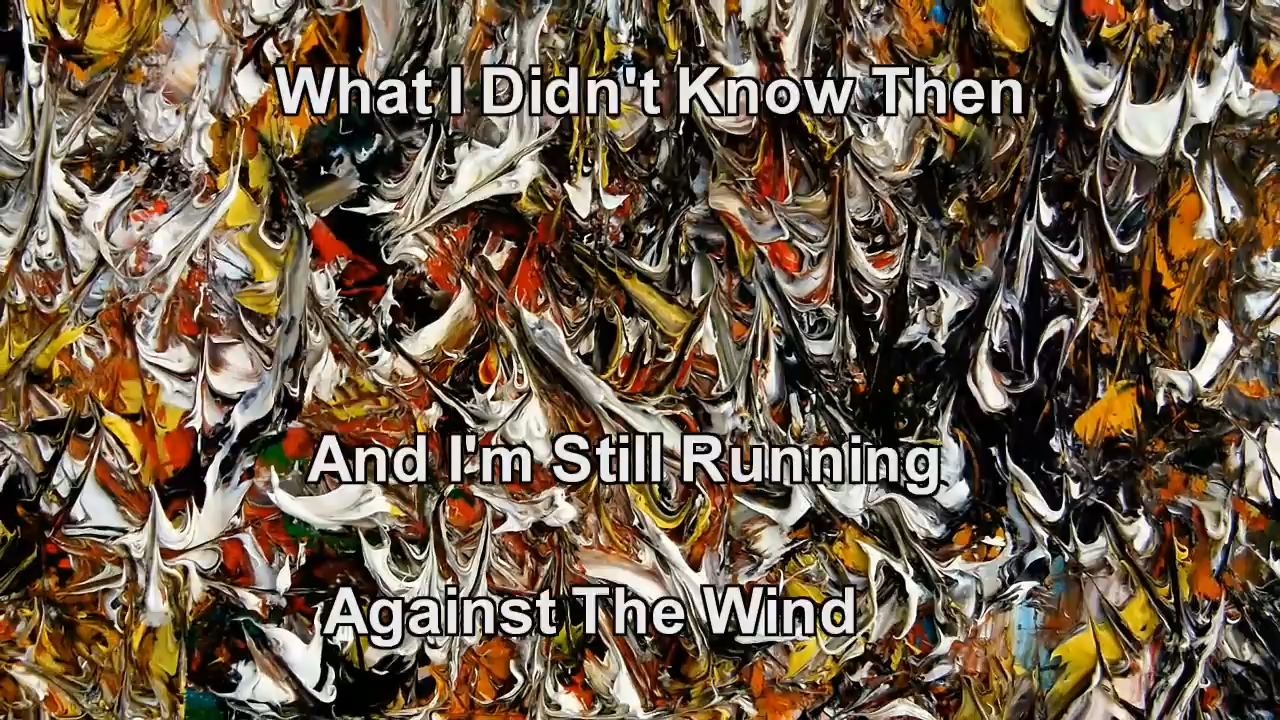 What I Didn't Know Then
And I'm Still Running
Against The Wind